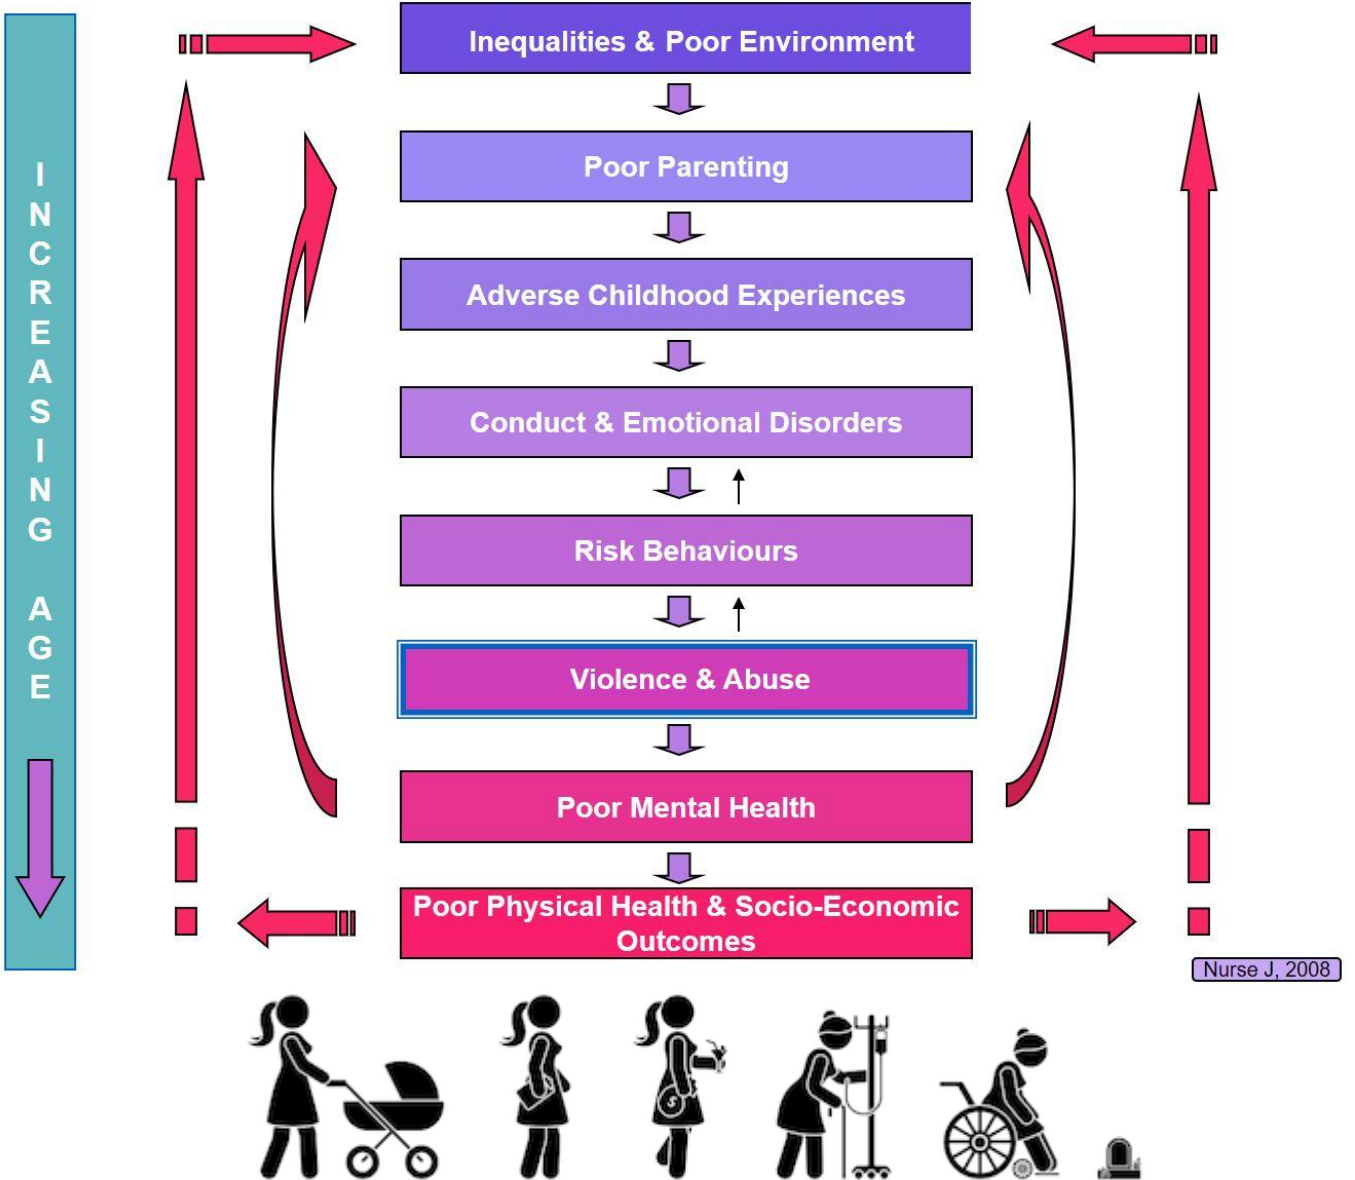 Inequalities & Poor Environment
Poor Parenting
Adverse Childhood Experiences
Conduct & Emotional Disorders
Risk Behaviours
Violence & Abuse
Poor Mental Health
Poor Physical Health & Socio-Economic
Outcomes
INCREASING AGE
Nurse J, 2008
$